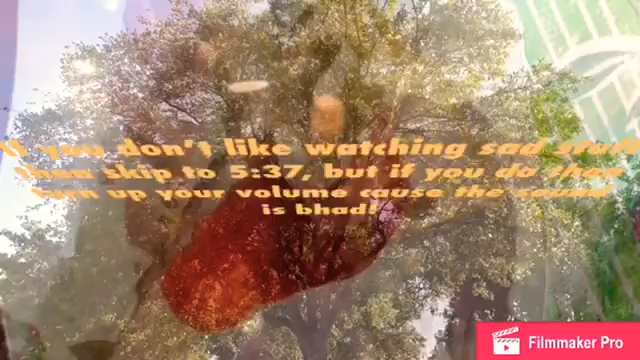 If you don't like watching sad stuff
then skip to 5:37, but if you do then
turn up your volume cause the sound
is bhad!
Filmmaker Pro